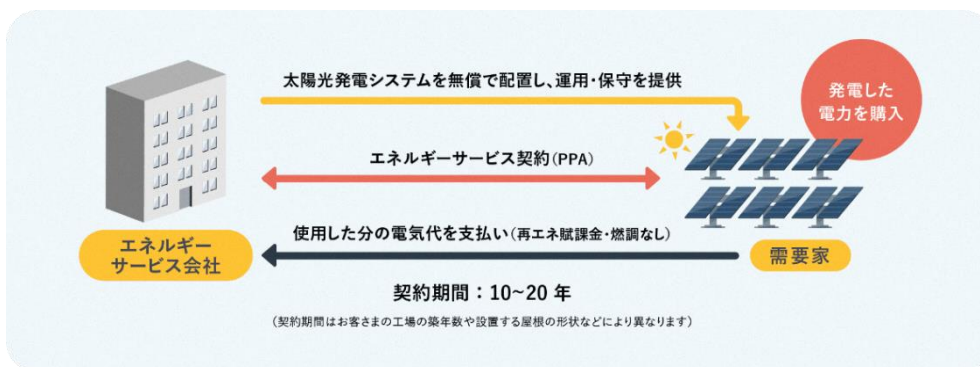 太陽光発電システムを無償で配置し、運用・保守を提供
発電した
電力を購入
エネルギーサービス契約(PPA)
使用した分の電気代を支払い(再エネ賦課金・燃調なし)
エネルギー
サービス会社
需要家
契約期間：10~20 年
(契約期間はお客さまの工場の築年数や設置する屋根の形状などにより異なります)